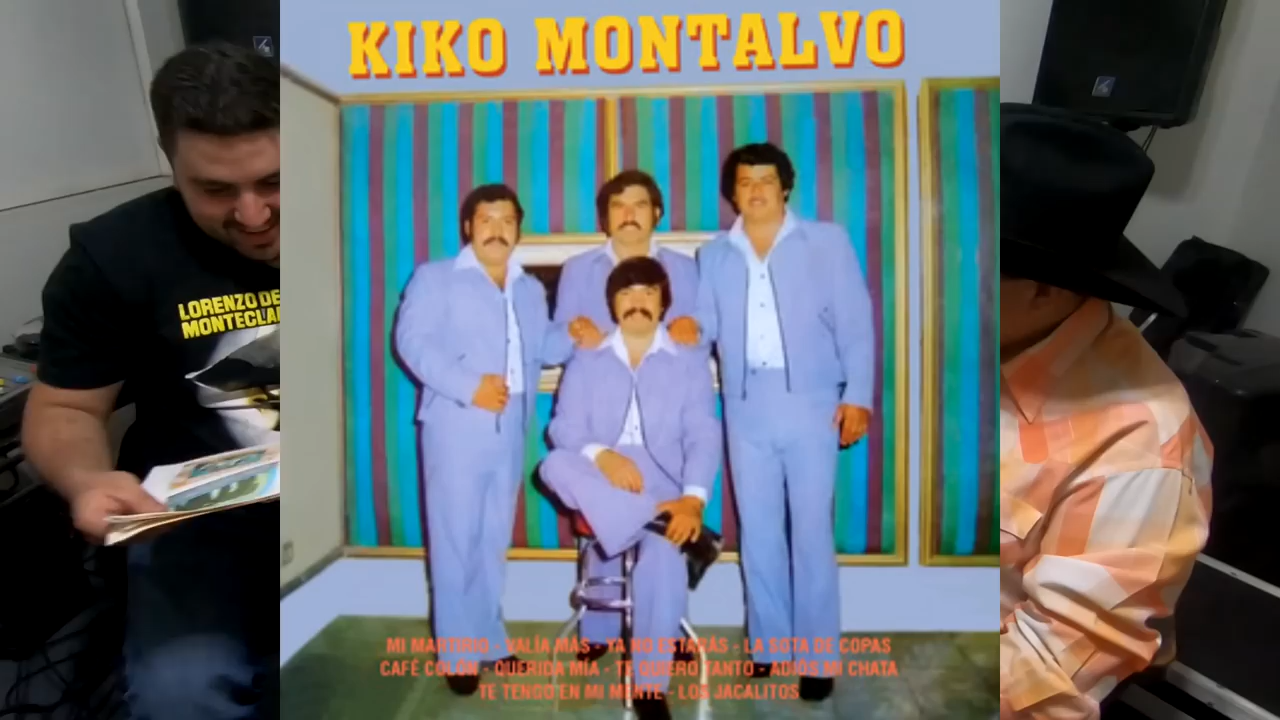 KIKO MONTALVO
LORENZO DE
MONTECLA
MI MARTIRIO - VALÍA MÁS - YA NO ESTARÁS - LA SOTA DE COPAS
CAFÉ COLÓN - QUERIDA MÍA - TE QUIERO TANTO - ADIÓS MI CHATA
TE TENGO EN MI MENTE - LOS JACALITOS